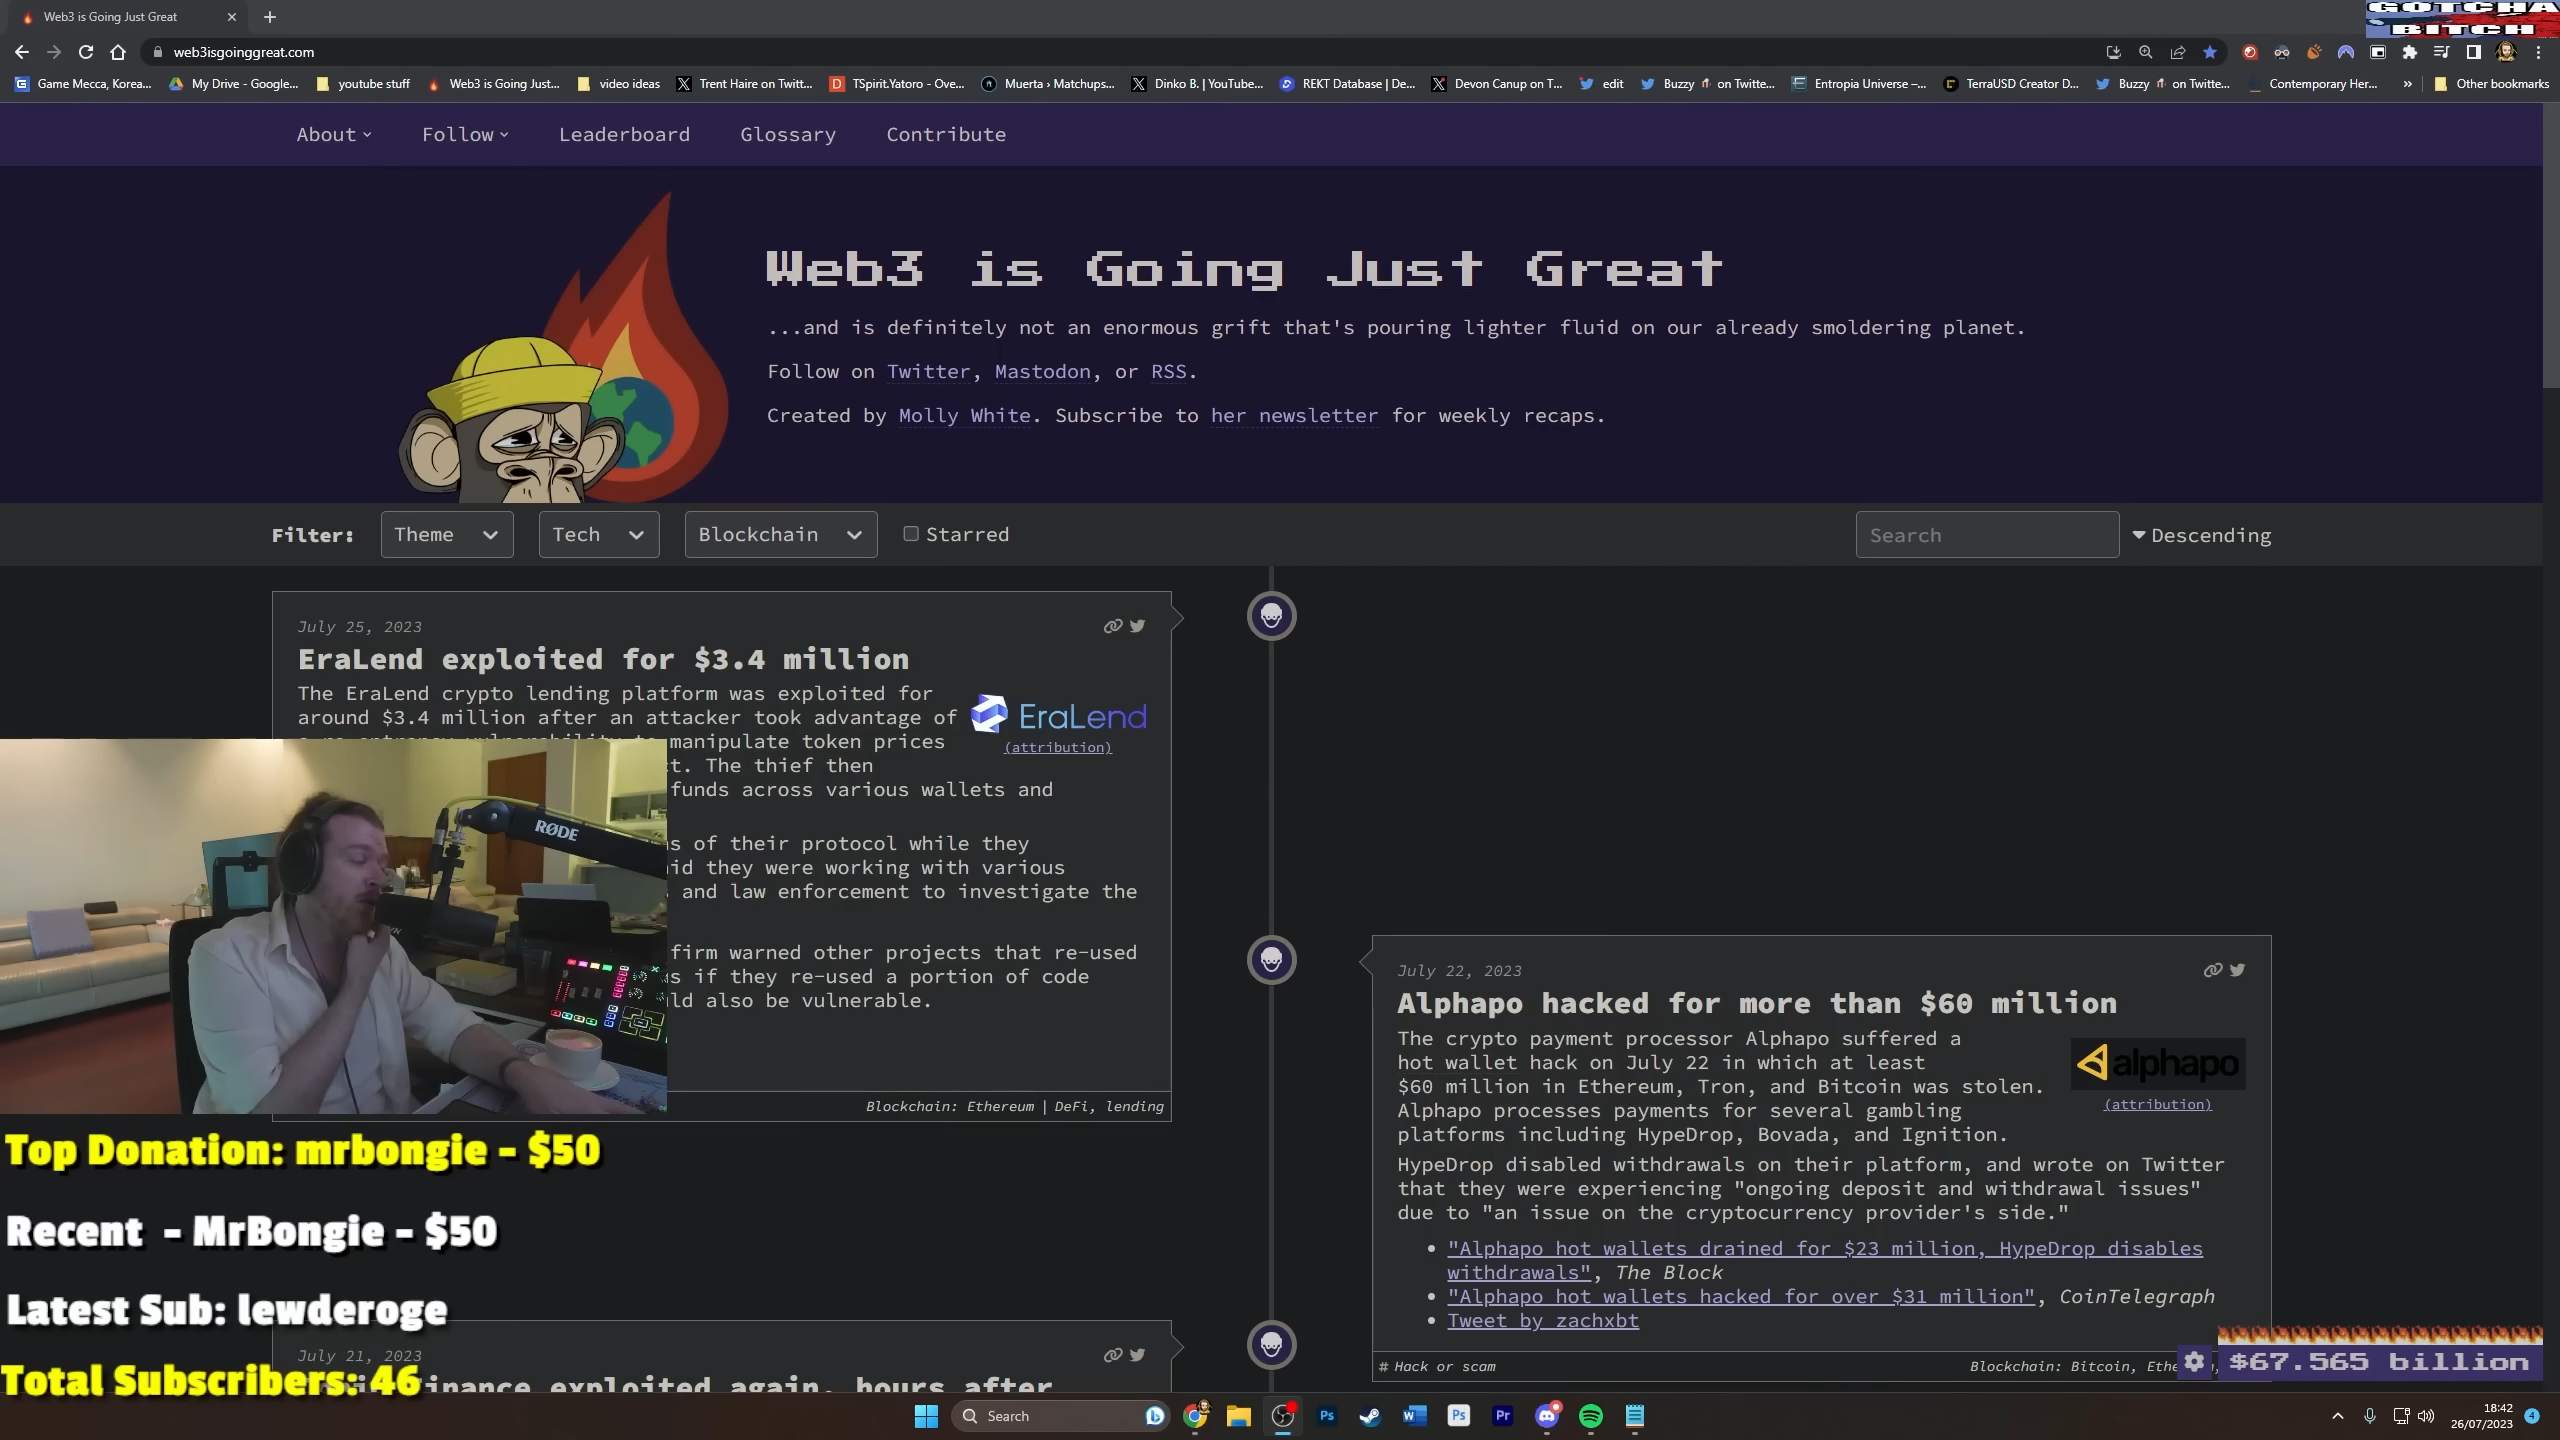 Web3 is Going Just Great
GOTCHA
BITCH
web3isgoinggreat.com
Game Mecca, Korea...
My Drive - Google...
youtube stuff
Web3 is Going Just...
video ideas
Trent Haire on Twitt...
TSpirit.Yatoro - Ove...
Muerta › Matchups...
Dinko B. | YouTube...
REKT Database | De...
Devon Canup on T...
edit
Buzzy on Twitte...
Entropia Universe –...
TerraUSD Creator D...
Buzzy on Twitte...
Contemporary Her...
»
Other bookmarks
About
Follow
Leaderboard
Glossary
Contribute
Web3 is Going Just Great
...and is definitely not an enormous grift that's pouring lighter fluid on our already smoldering planet.
Follow on Twitter, Mastodon, or RSS.
Created by Molly White. Subscribe to her newsletter for weekly recaps.
Filter:
Theme
Tech
Blockchain
Starred
Search
Descending
July 25, 2023
EraLend exploited for $3.4 million
The EraLend crypto lending platform was exploited for
around $3.4 million after an attacker took advantage of
manipulate token prices
ct. The thief then
funds across various wallets and
EraLend
(attribution)
s of their protocol while they
id they were working with various
and law enforcement to investigate the
firm warned other projects that re-used
s if they re-used a portion of code
ld also be vulnerable.
Blockchain: Ethereum | DeFi, lending
RØDE
July 22, 2023
Alphapo hacked for more than $60 million
The crypto payment processor Alphapo suffered a
hot wallet hack on July 22 in which at least
$60 million in Ethereum, Tron, and Bitcoin was stolen.
Alphapo processes payments for several gambling
platforms including HypeDrop, Bovada, and Ignition.
alphapo
(attribution)
HypeDrop disabled withdrawals on their platform, and wrote on Twitter
that they were experiencing "ongoing deposit and withdrawal issues"
due to "an issue on the cryptocurrency provider's side."
• "Alphapo hot wallets drained for $23 million, HypeDrop disables
withdrawals", The Block
• "Alphapo hot wallets hacked for over $31 million", CoinTelegraph
• Tweet by zachxbt
# Hack or scam
Blockchain: Bitcoin, Ethe
$67.565 billion
Top Donation: mrbongie - $50
Recent - MrBongie - $50
Latest Sub: lewderoge
July 21, 2023
Total Subscribers: 46
inance exploited again, hours after
Search
Ps
W
Ps
Pr
18:42
26/07/2023
4